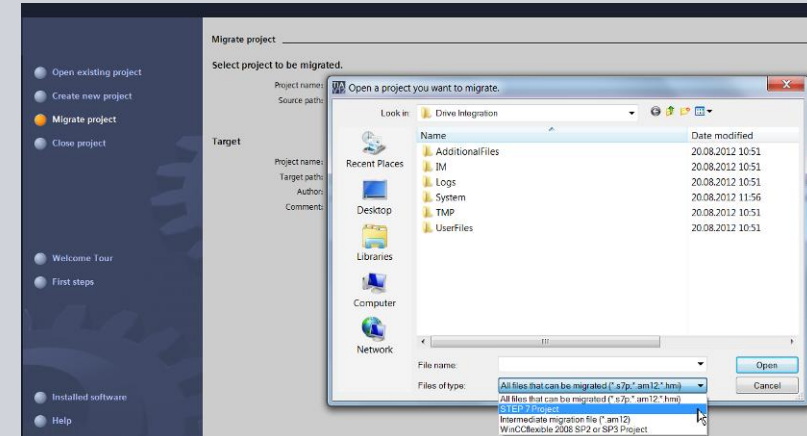 Migrate project
Select project to be migrated.
Project name:
Source path:
Target
Project name:
Target path:
Author:
Comment:
Open existing project
Create new project
Migrate project
Close project
Welcome Tour
First steps
Installed software
Help
Open a project you want to migrate.
Look in: Drive Integration
Recent Places
Desktop
Libraries
Computer
Network
Name Date modified
AdditionalFiles 20.08.2012 10:51
IM 20.08.2012 10:51
Logs 20.08.2012 10:51
System 20.08.2012 11:56
TMP 20.08.2012 10:51
UserFiles 20.08.2012 10:51
File name: Open
Files of type: All files that can be migrated (*.s7p;*.am12;*.hmi) Cancel
All files that can be migrated (*.s7p;*.am12;*.hmi)
STEP 7 Project
Intermediate migration file (*.am12)
WinCCflexible 2008 SP2 or SP3 Project